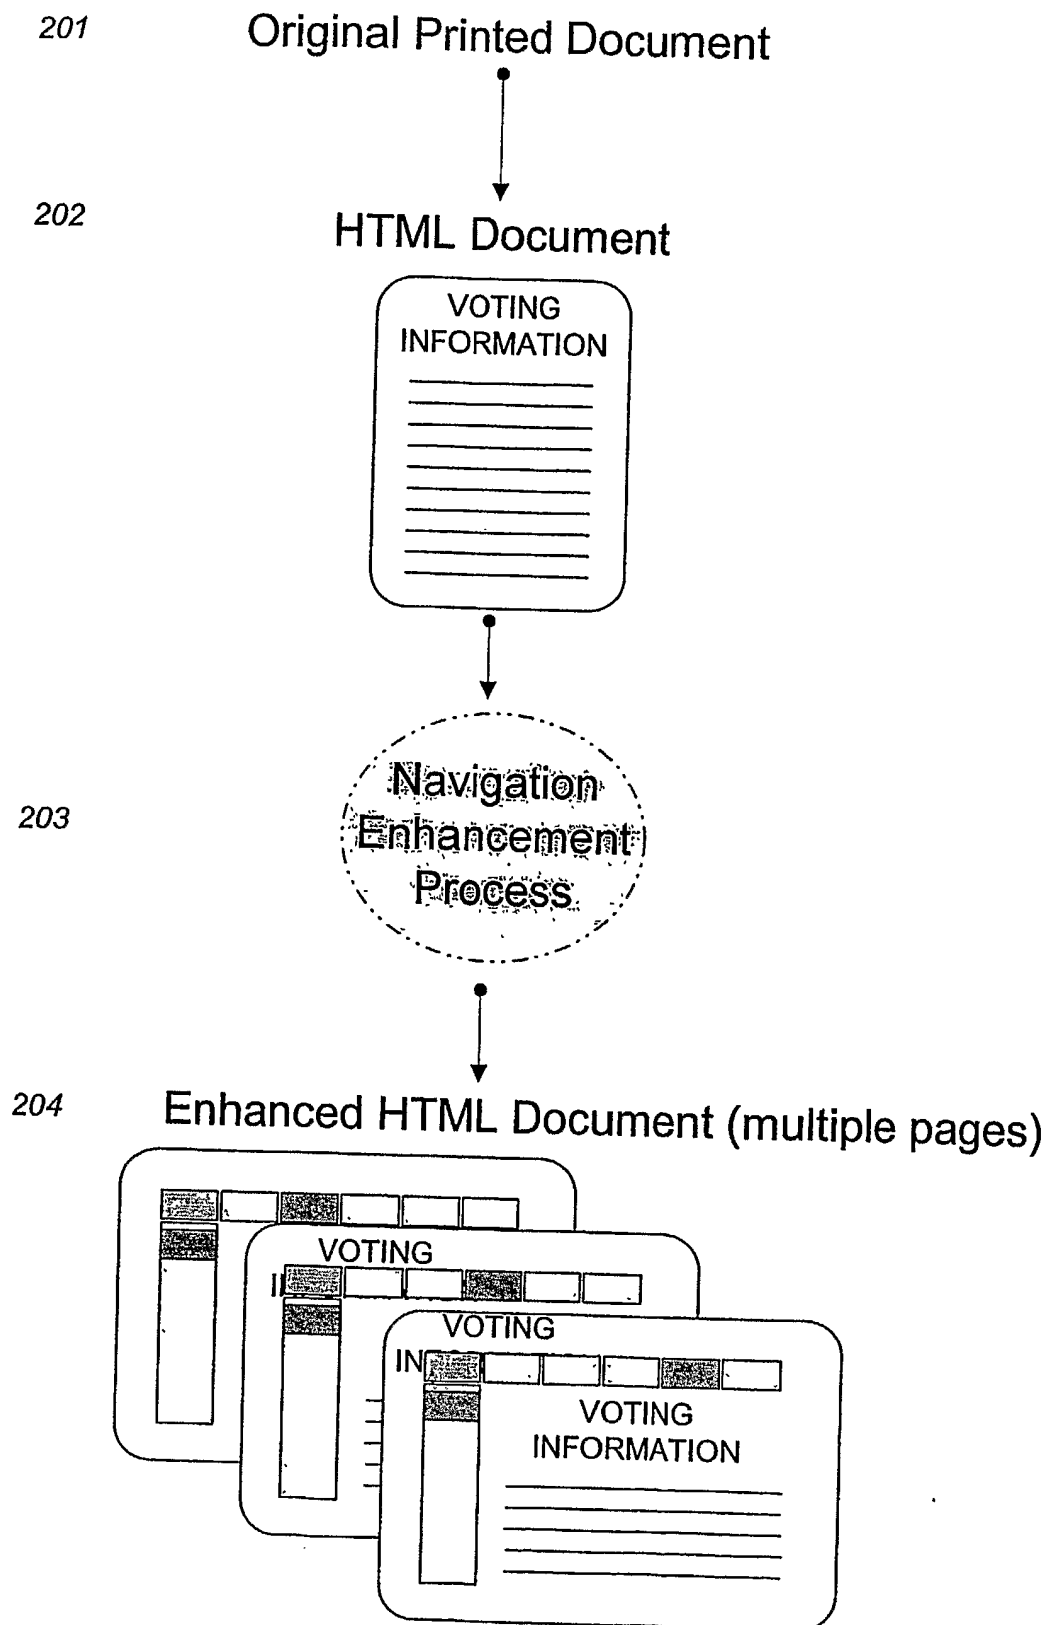 201
Original Printed Document
202
HTML Document
VOTING
INFORMATION
203
Navigation
Enhancement
Process
204
Enhanced HTML Document (multiple pages)
VOTING
VOTING
IN
VOTING
INFORMATION